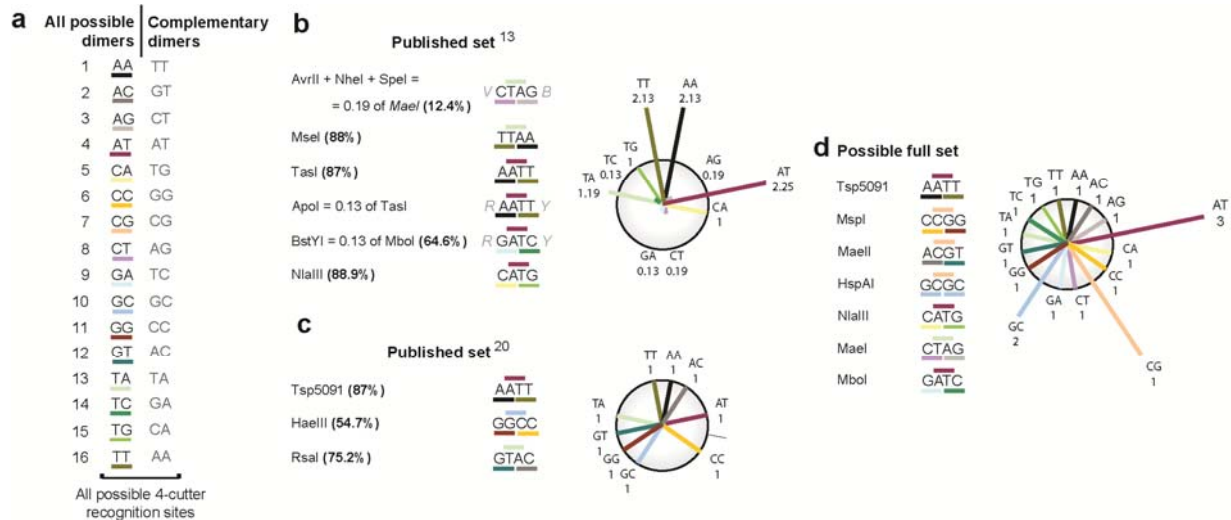 a
All possible dimers
Complementary dimers
1 AA TT
2 AC GT
3 AG CT
4 AT AT
5 CA TG
6 CC GG
7 CG CG
8 CT AG
9 GA TC
10 GC GC
11 GG CC
12 GT AC
13 TA TA
14 TC GA
15 TG CA
16 TT AA
All possible 4-cutter
recognition sites
b
Published set 13
AvrII + NheI + SpeI =
= 0.19 of MaeI (12.4%)
V CTAG B
MseI (88%)
TTAA
TasI (87%)
AATT
ApoI = 0.13 of TasI
R AATT Y
BstYI = 0.13 of MboI (64.6%)
R GATC Y
NlaIII (88.9%)
CATG
TT
2.13
AA
2.13
TG
1
TC
0.13
TA
1,19
AG
0.19
AT
2.25
CA
1
GA
0.13
CT
0.19
c
Published set 20
Tsp5091 (87%)
AATT
HaeIII (54.7%)
GGCC
RsaI (75.2%)
GTAC
TT
1
AA
1
AC
1
TA
1
AT
1
GT
1
GG
1
GC
1
CC
1
d Possible full set
Tsp5091
AATT
MspI
CCGG
MaeII
ACGT
HspAI
GCGC
NlaIII
CATG
MaeI
CTAG
MboI
GATC
TT
1
AA
1
AC
1
TG
1
TC
1
AG
1
TA
1
AT
3
GT
1
CA
1
GG
1
CC
1
GA
1
CT
1
GC
2
CG
1